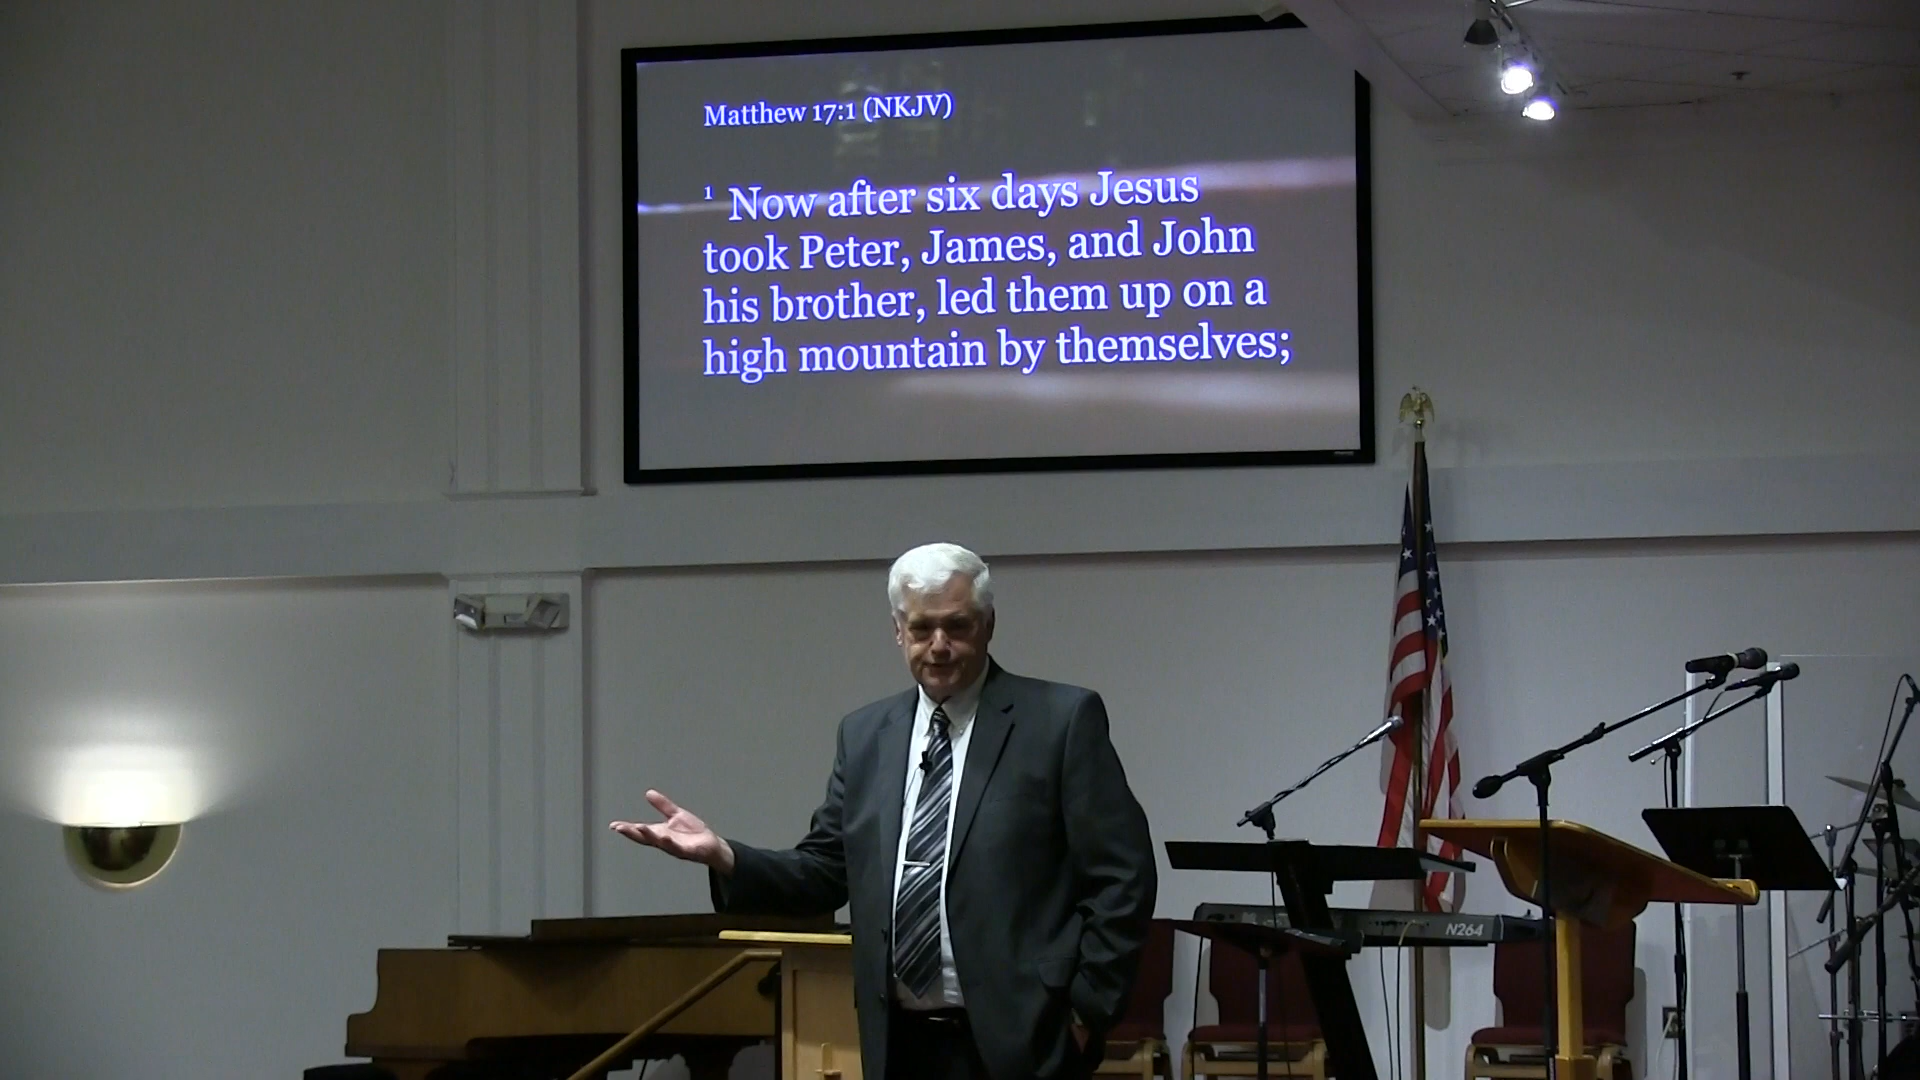 Matthew 17:1 (NKJV)
1 Now after six days Jesus
took Peter, James, and John
his brother, led them up on a
high mountain by themselves;
N264